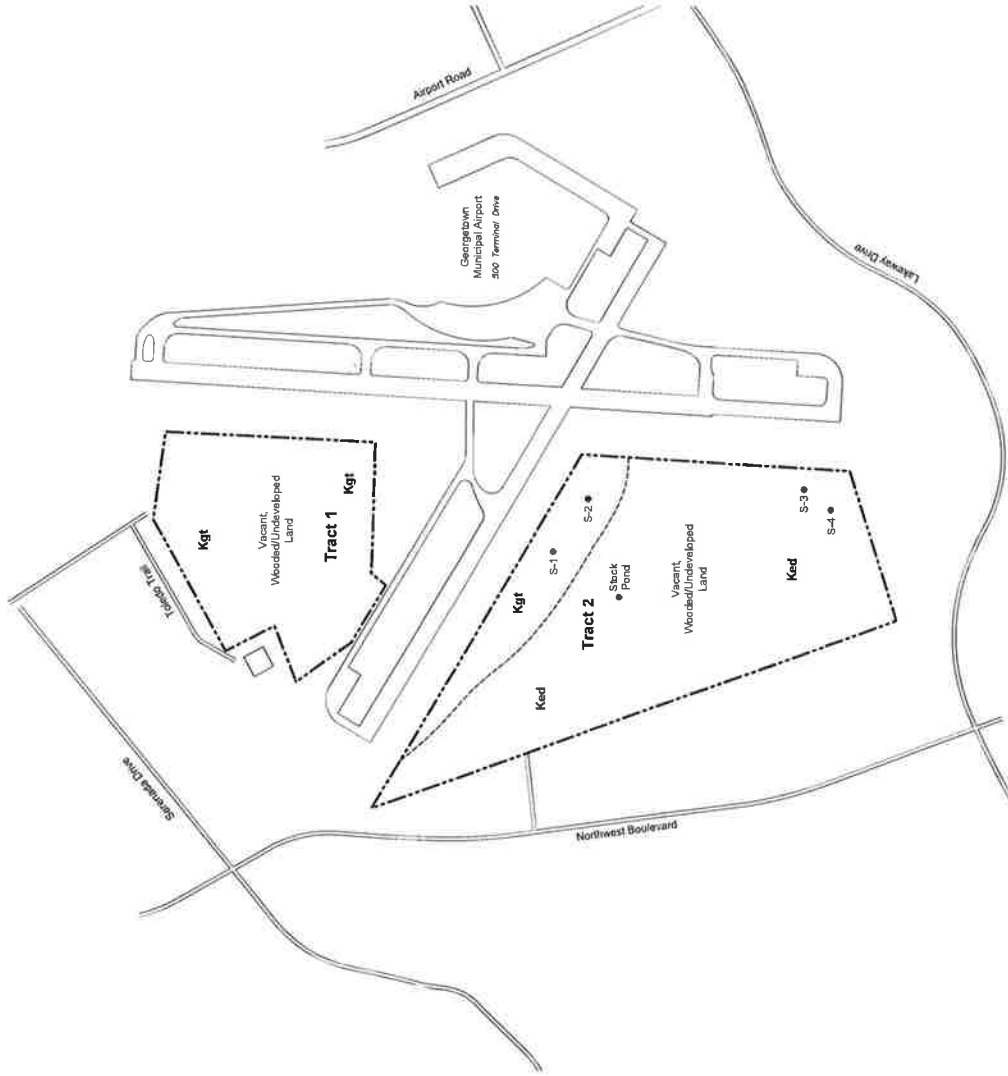 Airport Road
Georgetown
Municipal Airport
500 Terminal Drive
Lakeway Drive
Kgt
Vacant,
Wooded/Undeveloped
Land
Tract 1
Kgt
Toledo Trail
Serenada Drive
S-2
S-1
Kgt
Stock
Pond
Tract 2
Ked
Vacant,
Wooded/Undeveloped
Land
S-3
S-4
Ked
Northwest Boulevard